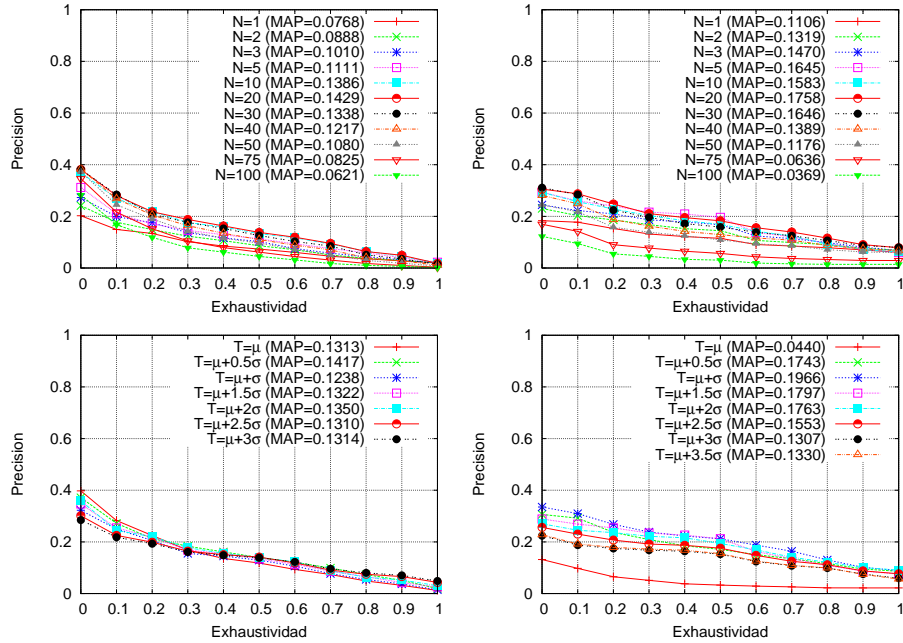 N=1 (MAP=0.0768)
N=2 (MAP=0.0888)
N=3 (MAP=0.1010)
N=5 (MAP=0.1111)
N=10 (MAP=0.1386)
N=20 (MAP=0.1429)
N=30 (MAP=0.1338)
N=40 (MAP=0.1217)
N=50 (MAP=0.1080)
N=75 (MAP=0.0825)
N=100 (MAP=0.0621)
Precision
1
0.8
0.6
0.4
0.2
0
0 0.1 0.2 0.3 0.4 0.5 0.6 0.7 0.8 0.9 1
Exhaustividad
N=1 (MAP=0.1106)
N=2 (MAP=0.1319)
N=3 (MAP=0.1470)
N=5 (MAP=0.1645)
N=10 (MAP=0.1583)
N=20 (MAP=0.1758)
N=30 (MAP=0.1646)
N=40 (MAP=0.1389)
N=50 (MAP=0.1176)
N=75 (MAP=0.0636)
N=100 (MAP=0.0369)
Precision
1
0.8
0.6
0.4
0.2
0
0 0.1 0.2 0.3 0.4 0.5 0.6 0.7 0.8 0.9 1
Exhaustividad
T=μ (MAP=0.1313)
T=μ+0.5σ (MAP=0.1417)
T=μ+σ (MAP=0.1238)
T=μ+1.5σ (MAP=0.1322)
T=μ+2σ (MAP=0.1350)
T=μ+2.5σ (MAP=0.1310)
T=μ+3σ (MAP=0.1314)
Precision
1
0.8
0.6
0.4
0.2
0
0 0.1 0.2 0.3 0.4 0.5 0.6 0.7 0.8 0.9 1
Exhaustividad
T=μ (MAP=0.0440)
T=μ+0.5σ (MAP=0.1743)
T=μ+σ (MAP=0.1966)
T=μ+1.5σ (MAP=0.1797)
T=μ+2σ (MAP=0.1763)
T=μ+2.5σ (MAP=0.1553)
T=μ+3σ (MAP=0.1307)
T=μ+3.5σ (MAP=0.1330)
Precision
1
0.8
0.6
0.4
0.2
0
0 0.1 0.2 0.3 0.4 0.5 0.6 0.7 0.8 0.9 1
Exhaustividad